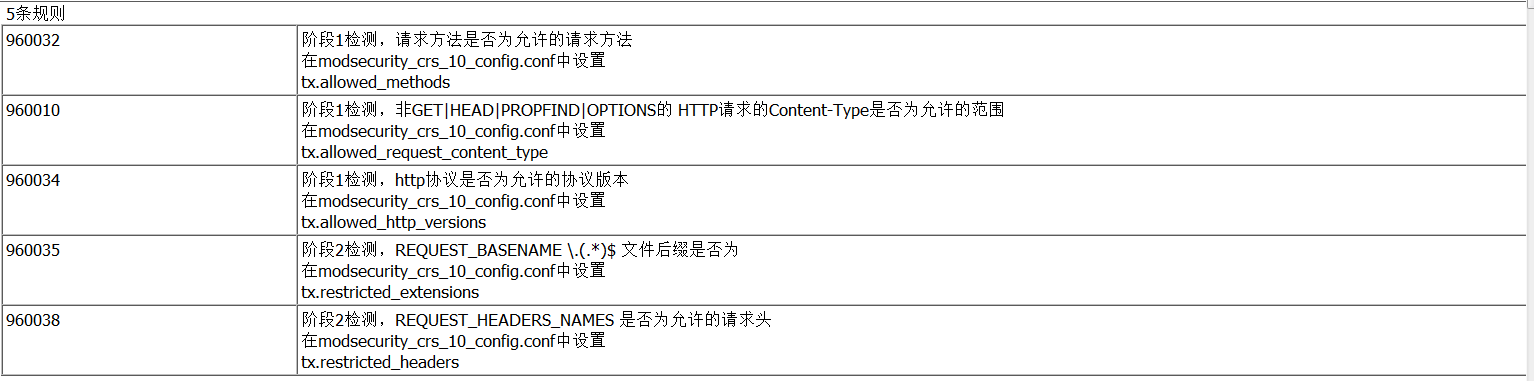 5条规则
960032
阶段1检测，请求方法是否为允许的请求方法
在modsecurity_crs_10_config.conf中设置
tx.allowed_methods
960010
阶段1检测，非GET|HEAD|PROPFIND|OPTIONS的 HTTP请求的Content-Type是否为允许的范围
在modsecurity_crs_10_config.conf中设置
tx.allowed_request_content_type
960034
阶段1检测，http协议是否为允许的协议版本
在modsecurity_crs_10_config.conf中设置
tx.allowed_http_versions
960035
阶段2检测，REQUEST_BASENAME \.(.*)$ 文件后缀是否为
在modsecurity_crs_10_config.conf中设置
tx.restricted_extensions
960038
阶段2检测，REQUEST_HEADERS_NAMES 是否为允许的请求头
在modsecurity_crs_10_config.conf中设置
tx.restricted_headers